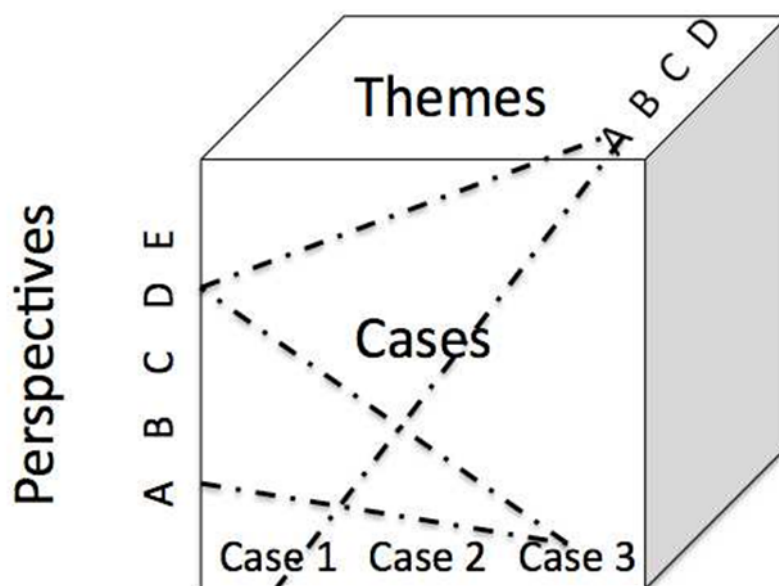 Themes
A B C D
Perspectives
A B C D E
Cases
Case 1 Case 2 Case 3